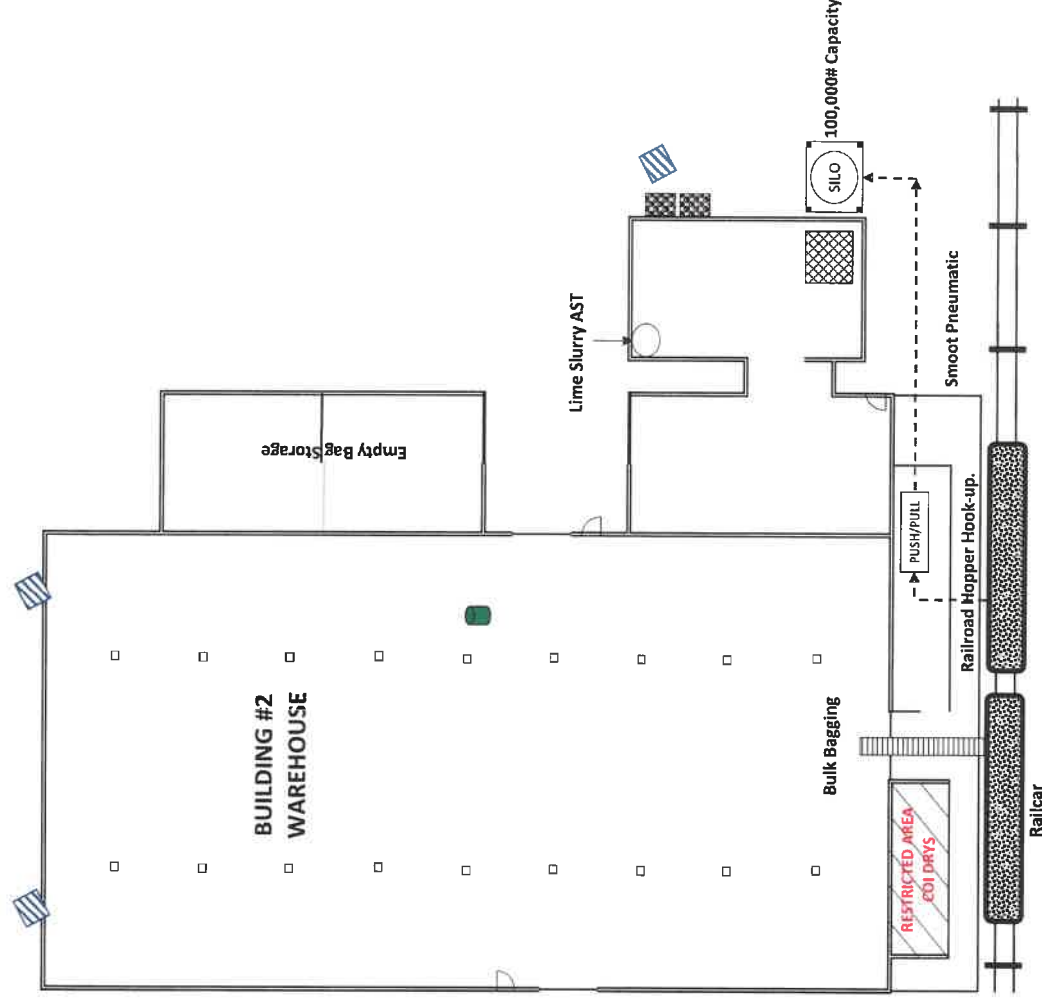 BUILDING #2
WAREHOUSE
Empty Bag Storage
Lime Slurry AST
100,000# Capacity
SILO
Smoot Pneumatic
PUSH/PULL
Railroad Hopper Hook-up.
Bulk Bagging
RESTRICTED AREA
COI DRYS
Railcar